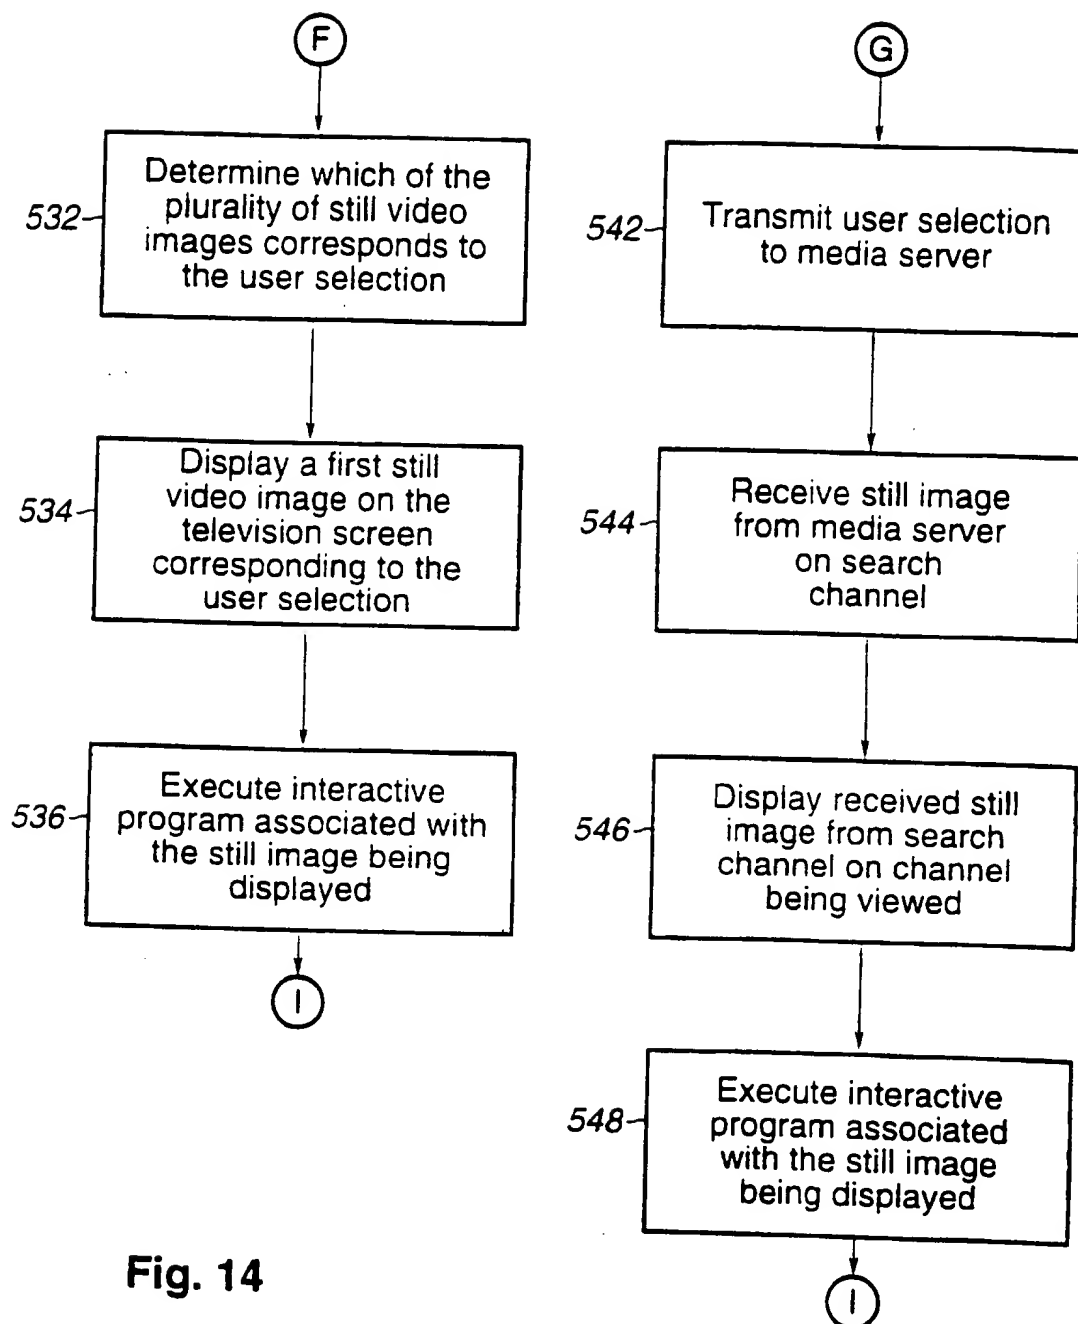 F
532
Determine which of the
plurality of still video
images corresponds to
the user selection
534
Display a first still
video image on the
television screen
corresponding to the
user selection
536
Execute interactive
program associated with
the still image being
displayed
I
G
542
Transmit user selection
to media server
544
Receive still image
from media server
on search
channel
546
Display received still
image from search
channel on channel
being viewed
548
Execute interactive
program associated
with the still image
being displayed
I
Fig. 14